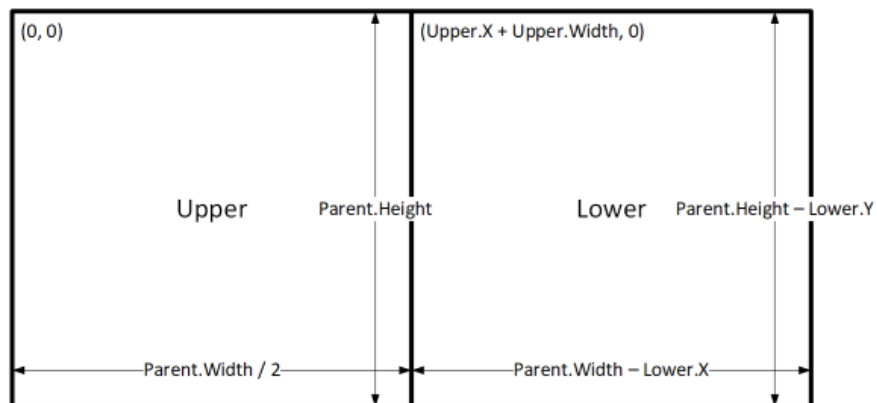 (0, 0)
(Upper.X + Upper.Width, 0)
Upper
Parent.Height
Lower
Parent.Height – Lower.Y
Parent.Width / 2
Parent.Width – Lower.X